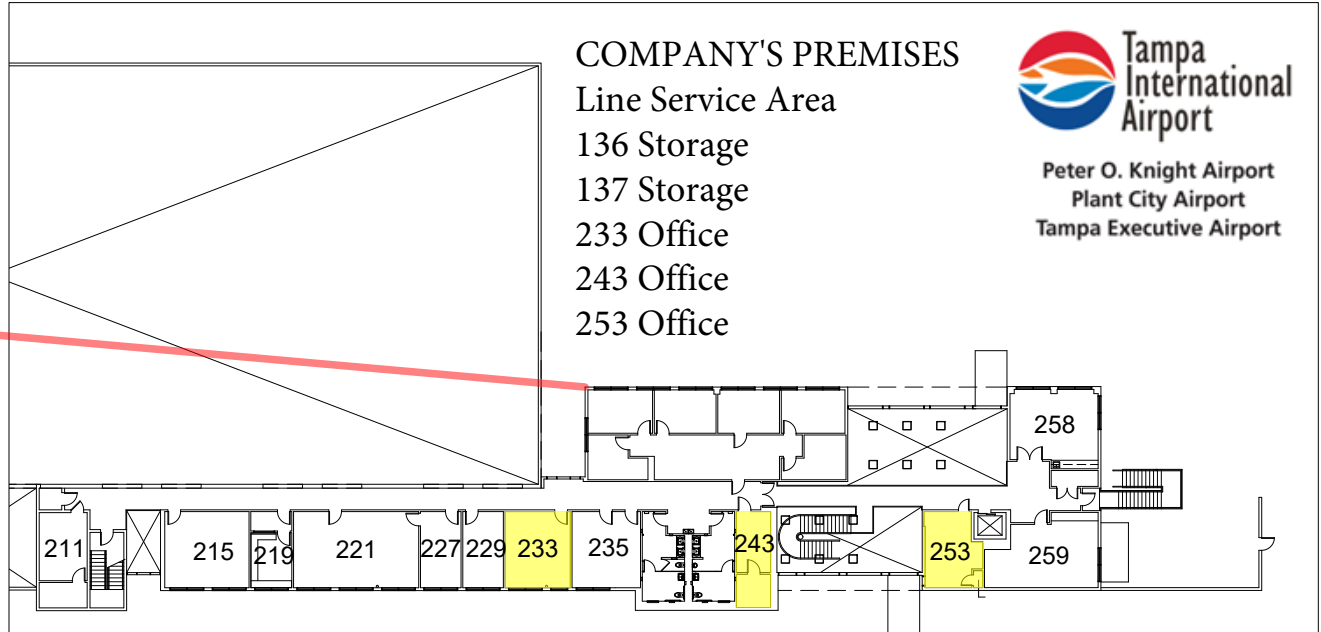 COMPANY'S PREMISES
Line Service Area
136 Storage
137 Storage
233 Office
243 Office
253 Office
Tampa
International
Airport
Peter O. Knight Airport
Plant City Airport
Tampa Executive Airport
258
211
215
219
221
227
229
233
235
243
253
259